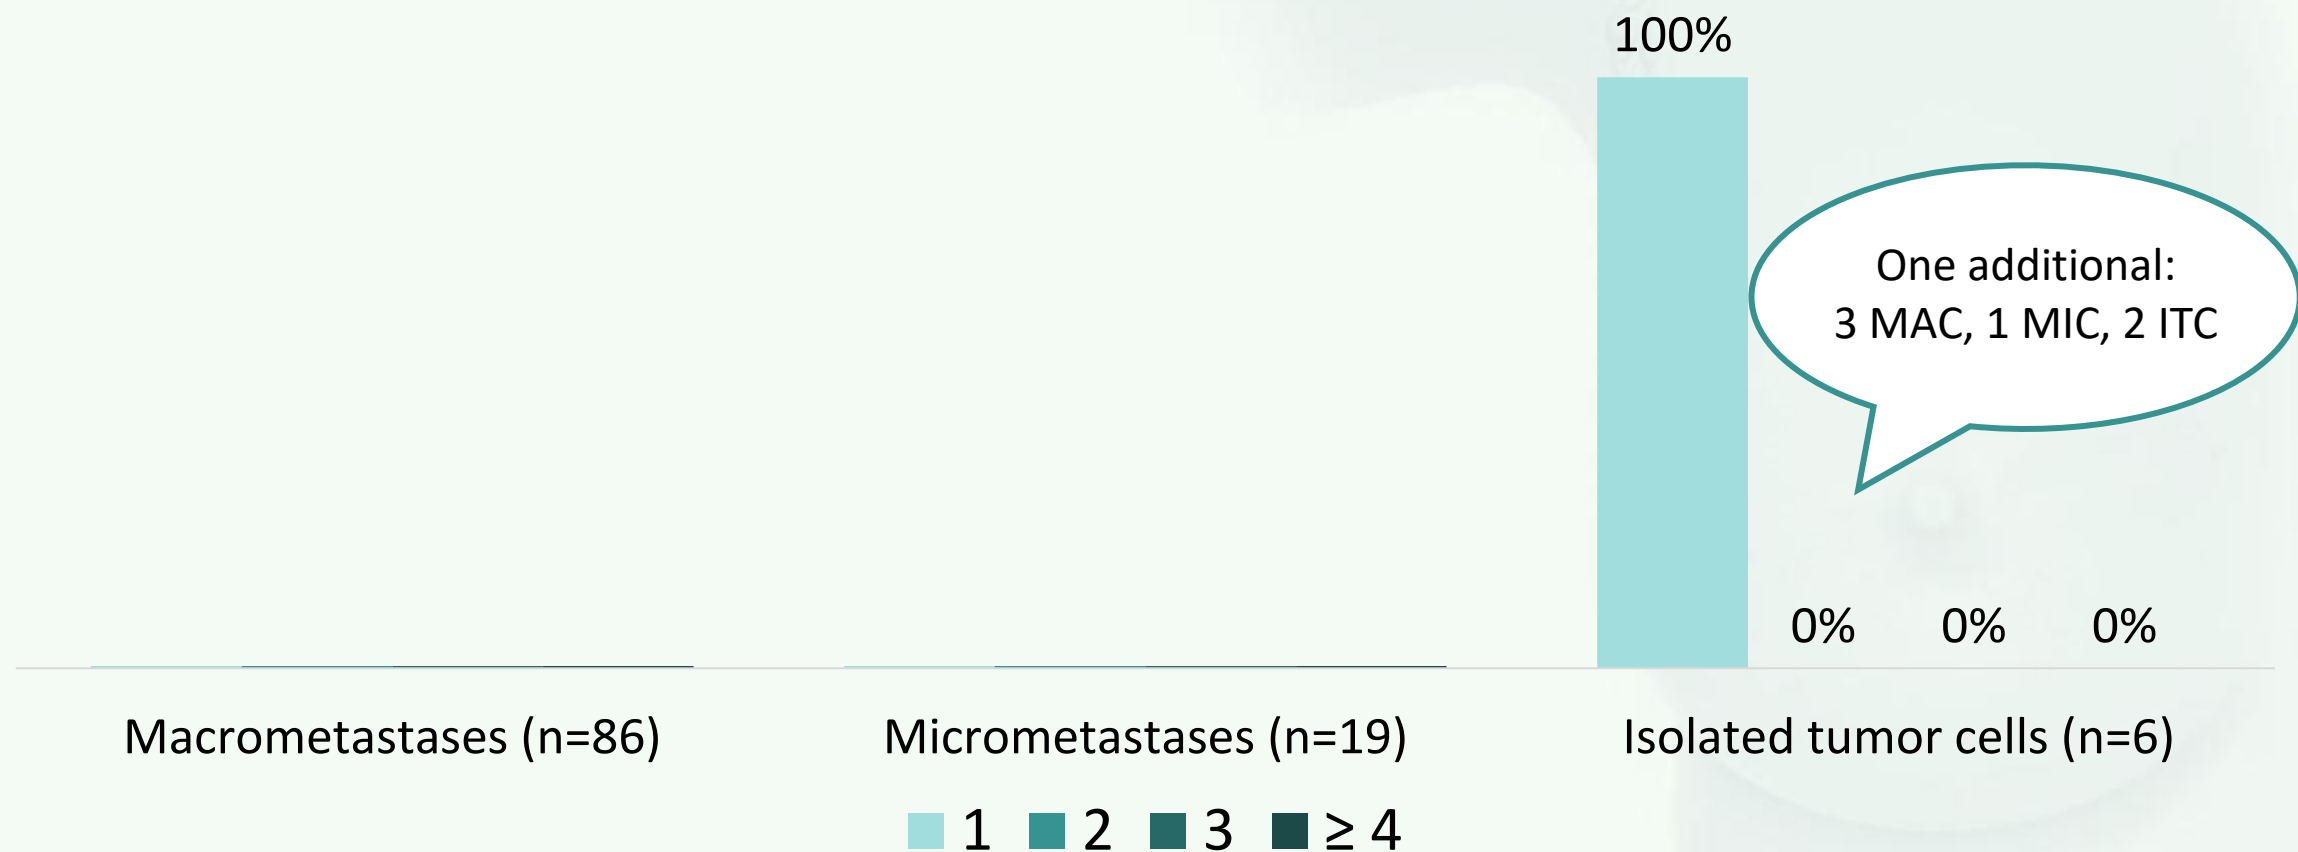 100%
One additional:
3 MAC, 1 MIC, 2 ITC
0% 0% 0%
Macrometastases (n=86) Micrometastases (n=19) Isolated tumor cells (n=6)
1 2 3 ≥ 4